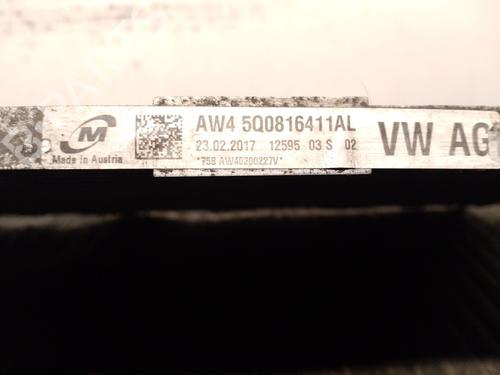 AW4 5Q0816411AL
23.02.2017 12595 03 S 02
*758 AW40200227V*
Made in Austria
VW AG